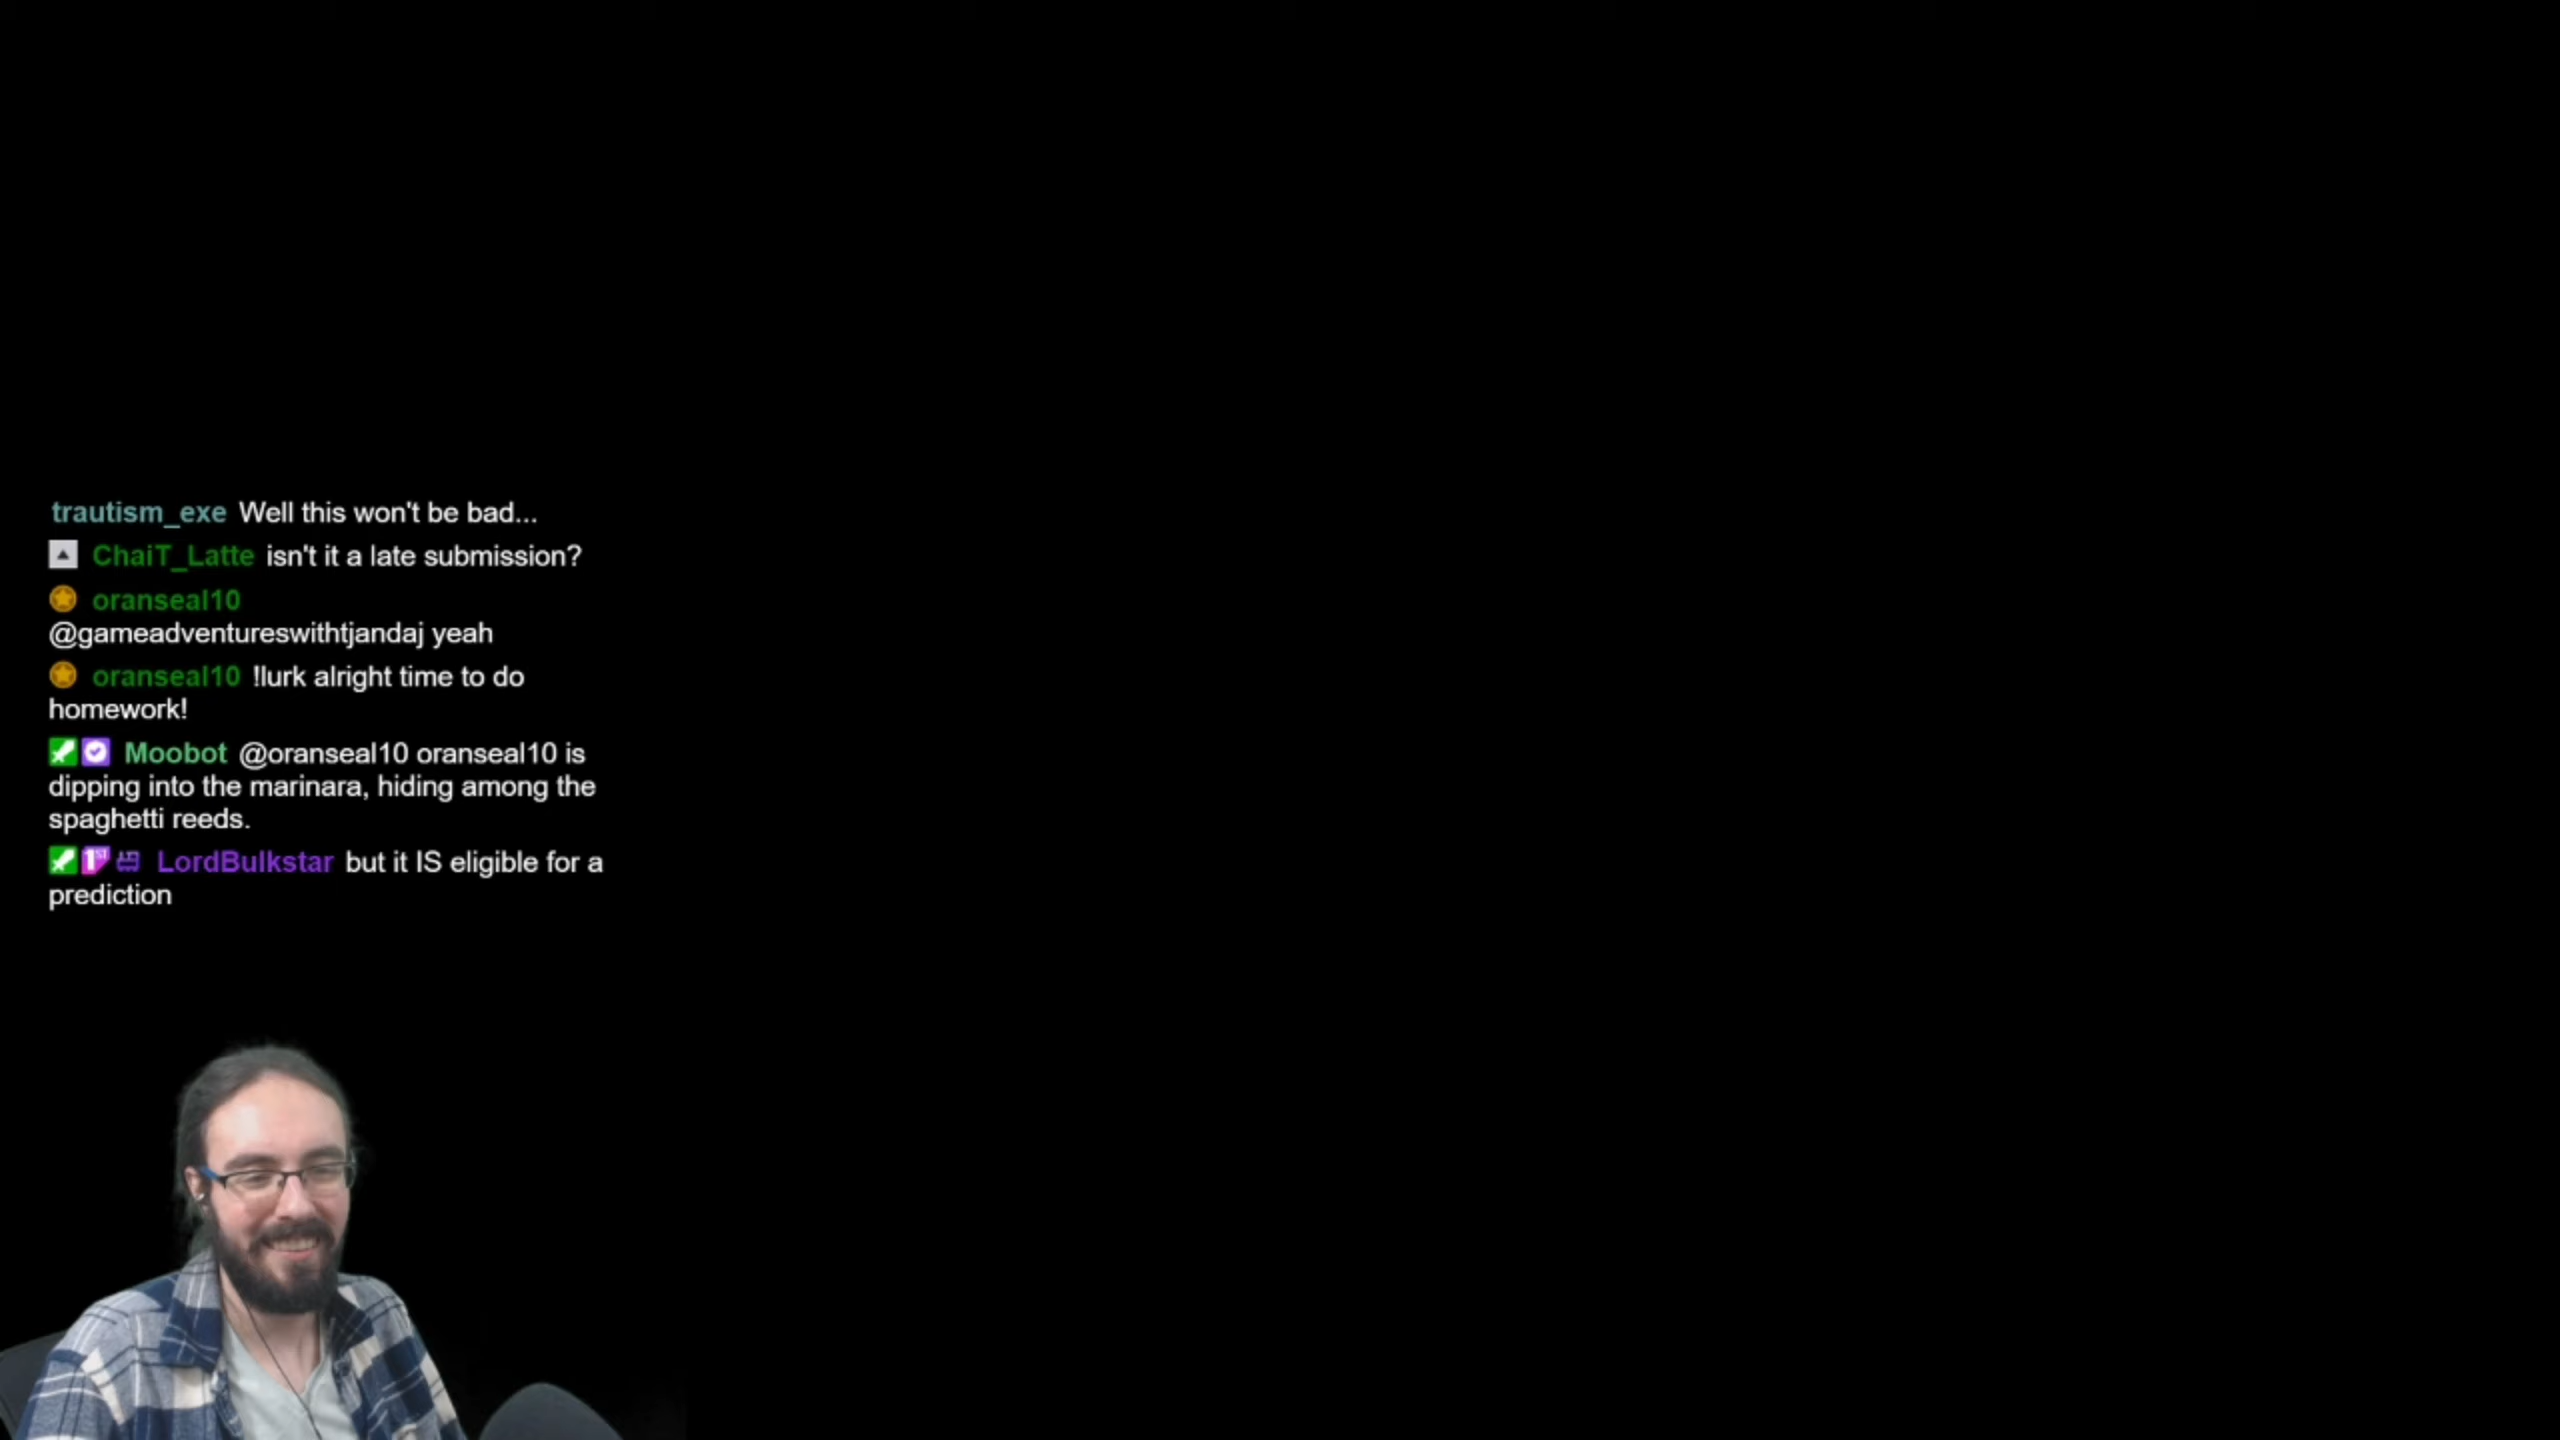 trautism_exe Well this won't be bad...
ChaiT_Latte isn't it a late submission?
oranseal10
@gameadventureswithtjandaj yeah
oranseal10 !lurk alright time to do
homework!
Moobot @oranseal10 oranseal10 is
dipping into the marinara, hiding among the
spaghetti reeds.
1ST LordBulkstar but it IS eligible for a
prediction